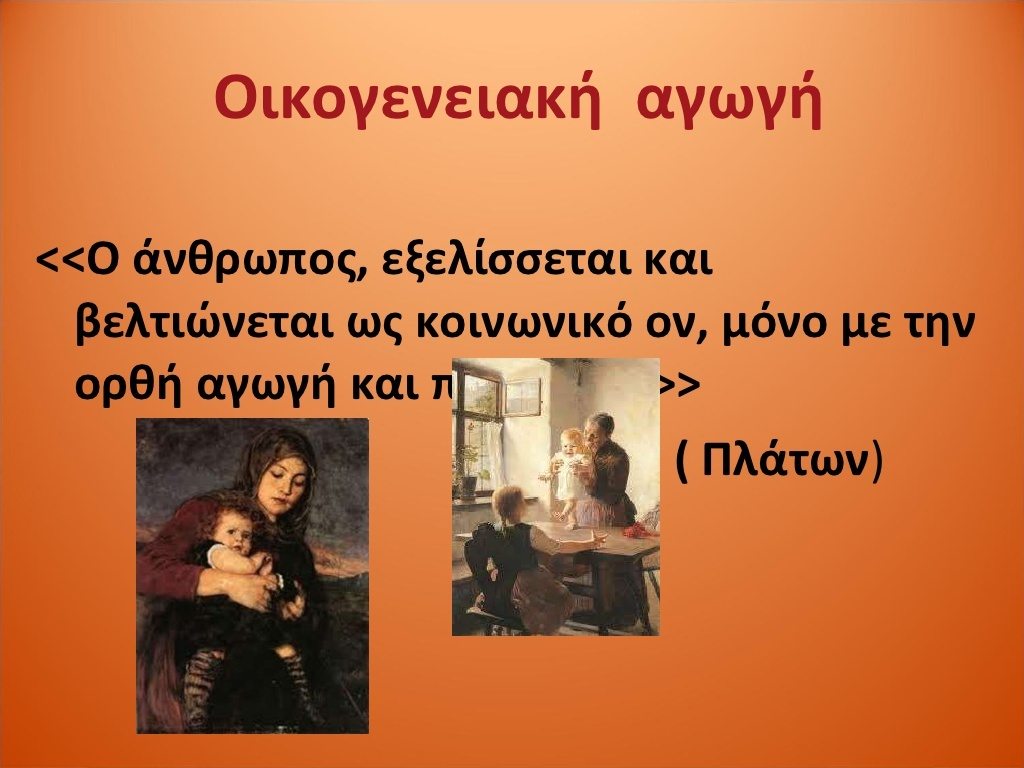 Οικογενειακή αγωγή
<<Ο άνθρωπος, εξελίσσεται και
βελτιώνεται ως κοινωνικό ον, μόνο με την
ορθή αγωγή και >>
( Πλάτων)